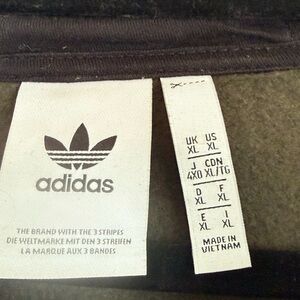 adidas
THE BRAND WITH THE 3 STRIPES
DIE WELTMARKE MIT DEN 3 STREIFEN
LA MARQUE AUX 3 BANDES
UK US
XL XL
J CDN
4XO XL/TG
D F
XL XL
E I
XL XL
MADE IN
VIETNAM